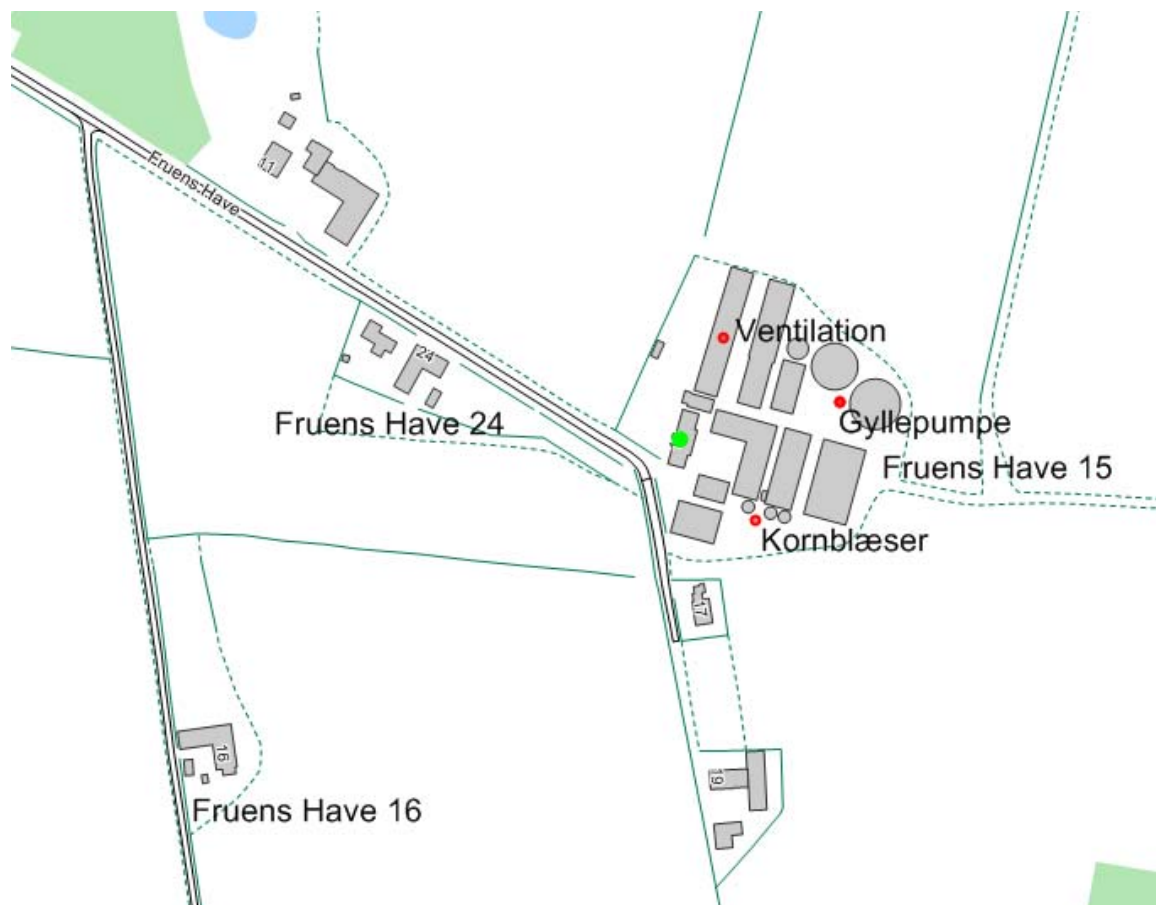 11
Fruens Have
Ventilation
24
Fruens Have 24
Gyllepumpe
Fruens Have 15
Kornblæser
17
16
19
Fruens Have 16